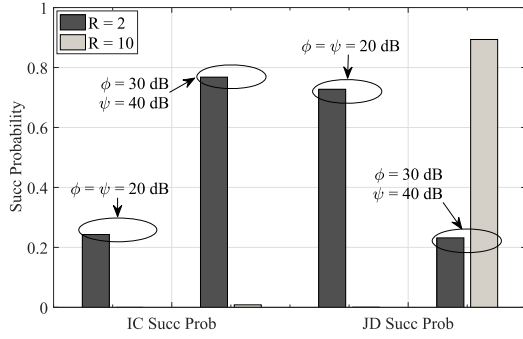 1
R = 2
R = 10
0.8
0.6
0.4
0.2
0
Succ Probability
ϕ = 30 dB
ψ = 40 dB
ϕ = ψ = 20 dB
ϕ = ψ = 20 dB
ϕ = 30 dB
ψ = 40 dB
IC Succ Prob
JD Succ Prob